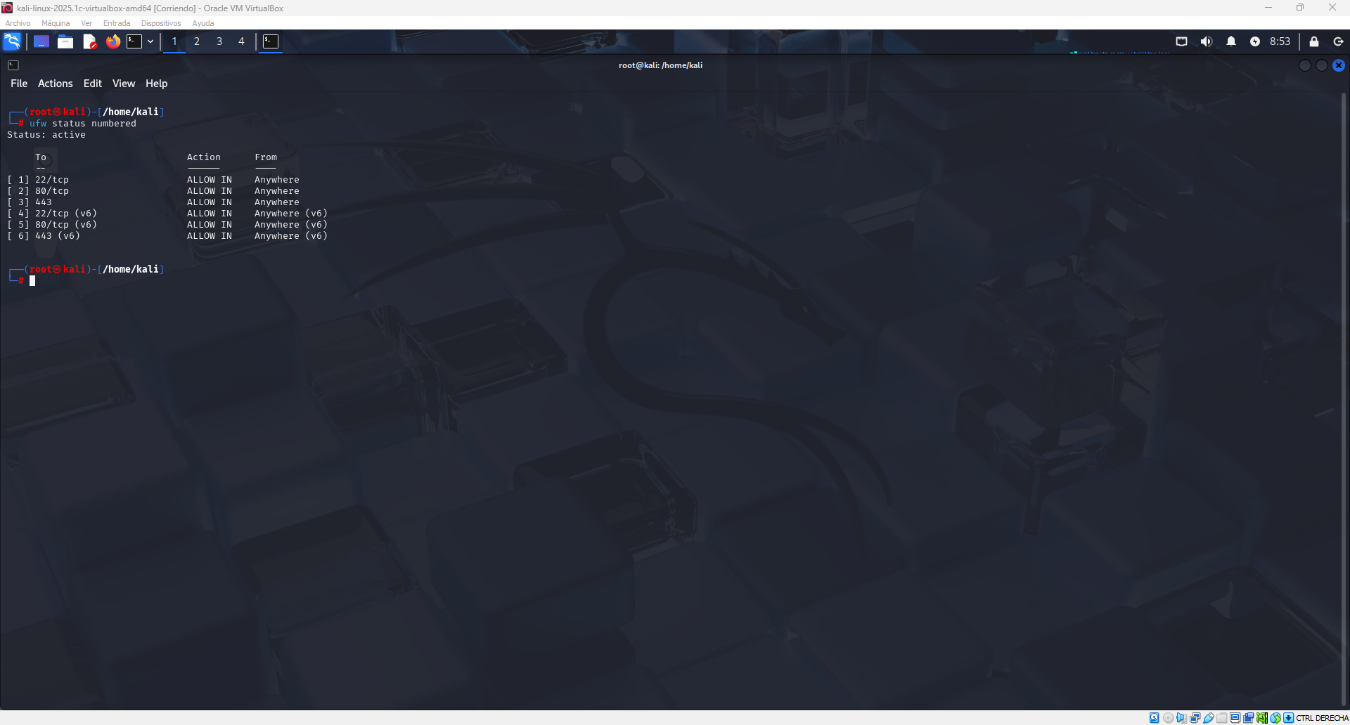 kali-linux-2025.1c-virtualbox-amd64 [Corriendo] - Oracle VM VirtualBox
Archivo Máquina Ver Entrada Dispositivos Ayuda
1 2 3 4 8:53
root@kali: /home/kali
File Actions Edit View Help
┌──(root㉿kali)-[/home/kali]
└─# ufw status numbered
Status: active
To Action From
-- ------ ----
[ 1] 22/tcp ALLOW IN Anywhere
[ 2] 80/tcp ALLOW IN Anywhere
[ 3] 443 ALLOW IN Anywhere
[ 4] 22/tcp (v6) ALLOW IN Anywhere (v6)
[ 5] 80/tcp (v6) ALLOW IN Anywhere (v6)
[ 6] 443 (v6) ALLOW IN Anywhere (v6)
┌──(root㉿kali)-[/home/kali]
└─#
CTRL DERECHA